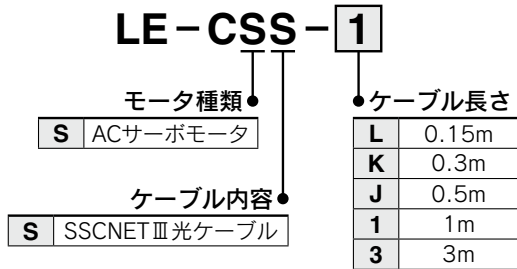 LE－CSS－1
モータ種類
S ACサーボモータ
ケーブル内容
S SSCNETⅢ光ケーブル
ケーブル長さ
L 0.15m
K 0.3m
J 0.5m
1 1m
3 3m